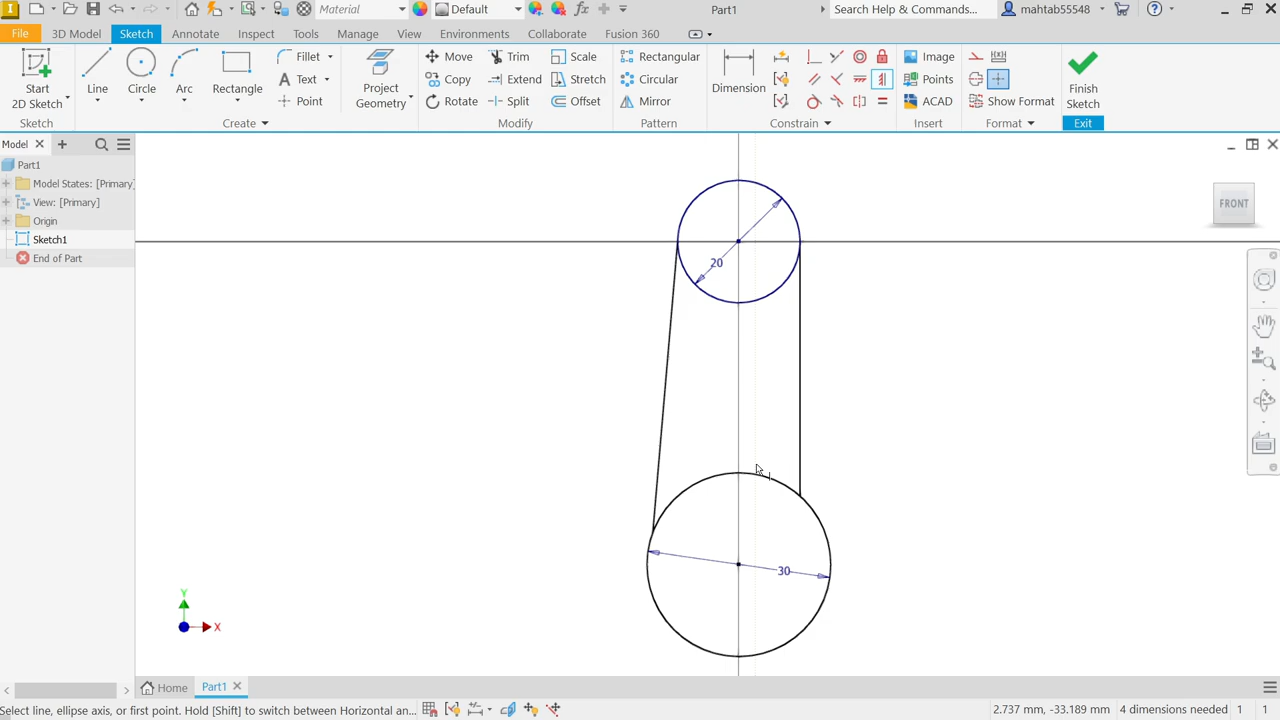 Material Default Part1 Search Help & Commands... mahtab55548
File 3D Model Sketch Annotate Inspect Tools Manage View Environments Collaborate Fusion 360
Start 2D Sketch
Line
Circle
Arc
Rectangle
Fillet
Text
Point
Project Geometry
Move
Copy
Rotate
Trim
Extend
Split
Scale
Stretch
Offset
Rectangular
Circular
Mirror
Dimension
Image
Points
ACAD
Show Format
Finish Sketch
Sketch Create Modify Pattern Constrain Insert Format Exit
Model
Part1
Model States: [Primary]
View: [Primary]
Origin
Sketch1
End of Part
FRONT
20
30
Y
X
Home Part1
Select line, ellipse axis, or first point. Hold [Shift] to switch between Horizontal an... 2.737 mm, -33.189 mm 4 dimensions needed 1 1